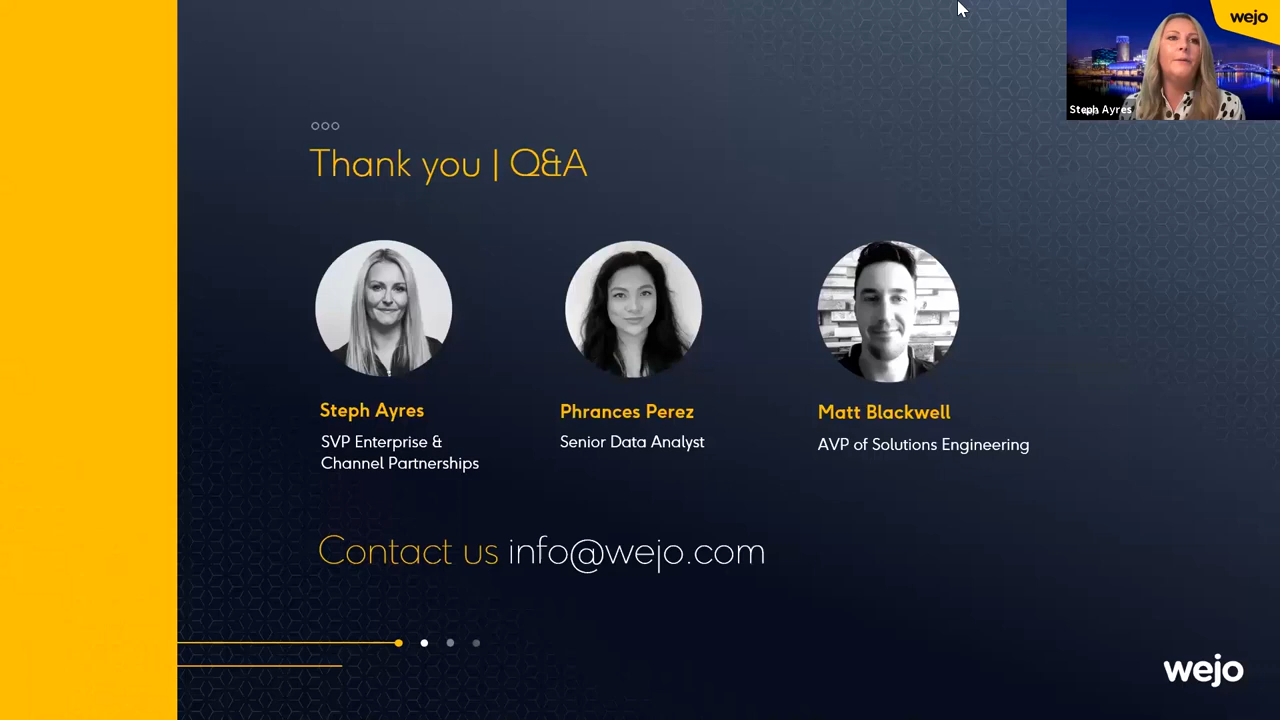 wejo
Steph Ayres
Thank you | Q&A
Steph Ayres
SVP Enterprise &
Channel Partnerships
Phrances Perez
Senior Data Analyst
Matt Blackwell
AVP of Solutions Engineering
Contact us info@wejo.com
wejo